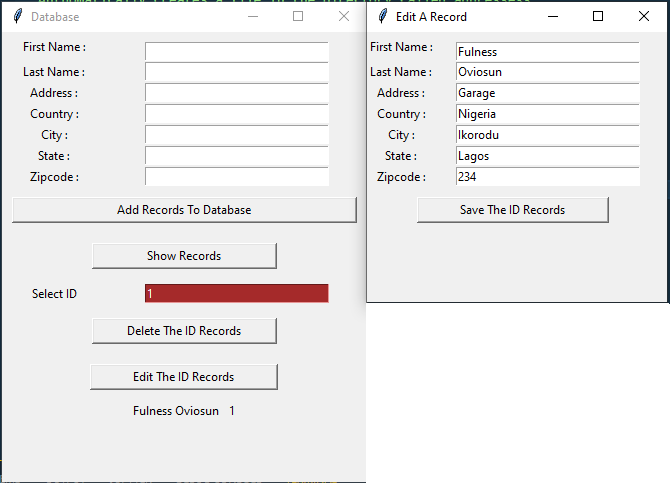 Database
First Name :
Last Name :
Address :
Country :
City :
State :
Zipcode :
Add Records To Database
Show Records
Select ID 1
Delete The ID Records
Edit The ID Records
Fulness Oviosun 1
Edit A Record
First Name : Fulness
Last Name : Oviosun
Address : Garage
Country : Nigeria
City : Ikorodu
State : Lagos
Zipcode : 234
Save The ID Records